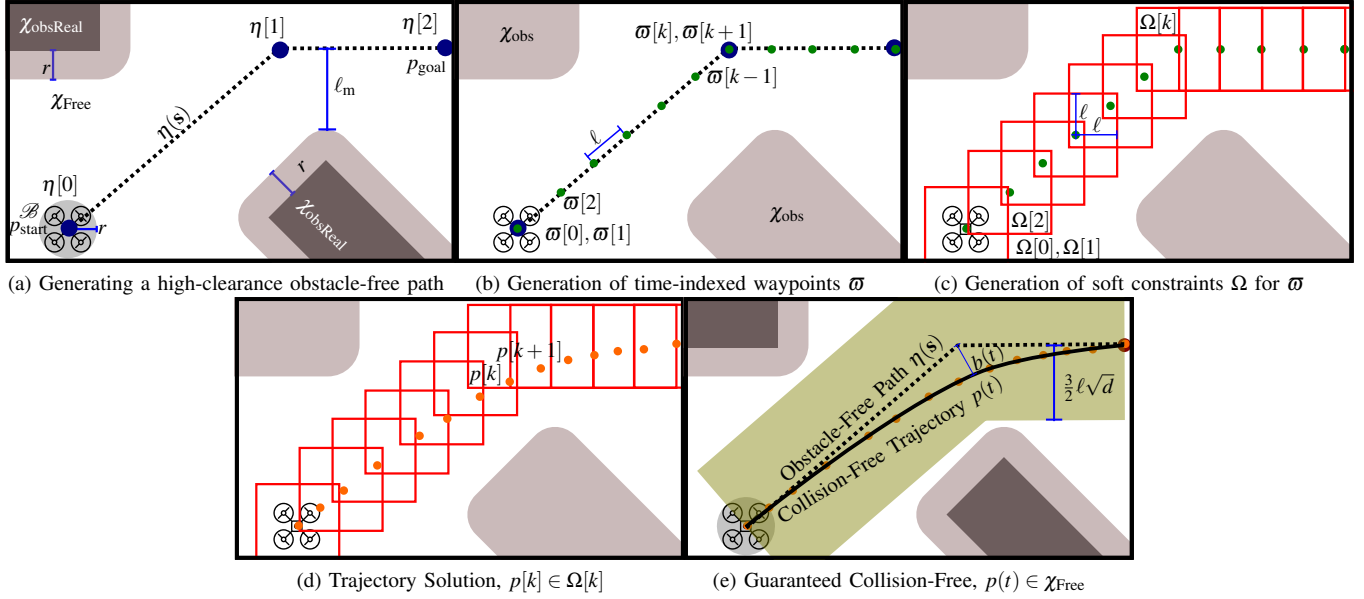 χobsReal
η[1]
η[2]
r
pgoal
χFree
ℓm
η(s)
η[0]
r
ℬ
pstart
r
χobsReal
χobs
ϖ[k], ϖ[k+1]
ϖ[k−1]
ℓ
ϖ[2]
χobs
ϖ[0], ϖ[1]
Ω[k]
ℓ
ℓ
Ω[2]
Ω[0], Ω[1]
(a) Generating a high-clearance obstacle-free path
(b) Generation of time-indexed waypoints ϖ
(c) Generation of soft constraints Ω for ϖ
p[k+1]
p[k]
Obstacle-Free Path η(s)
b(t)
3/2 ℓ√d
Collision-Free Trajectory p(t)
(d) Trajectory Solution, p[k] ∈ Ω[k]
(e) Guaranteed Collision-Free, p(t) ∈ χFree